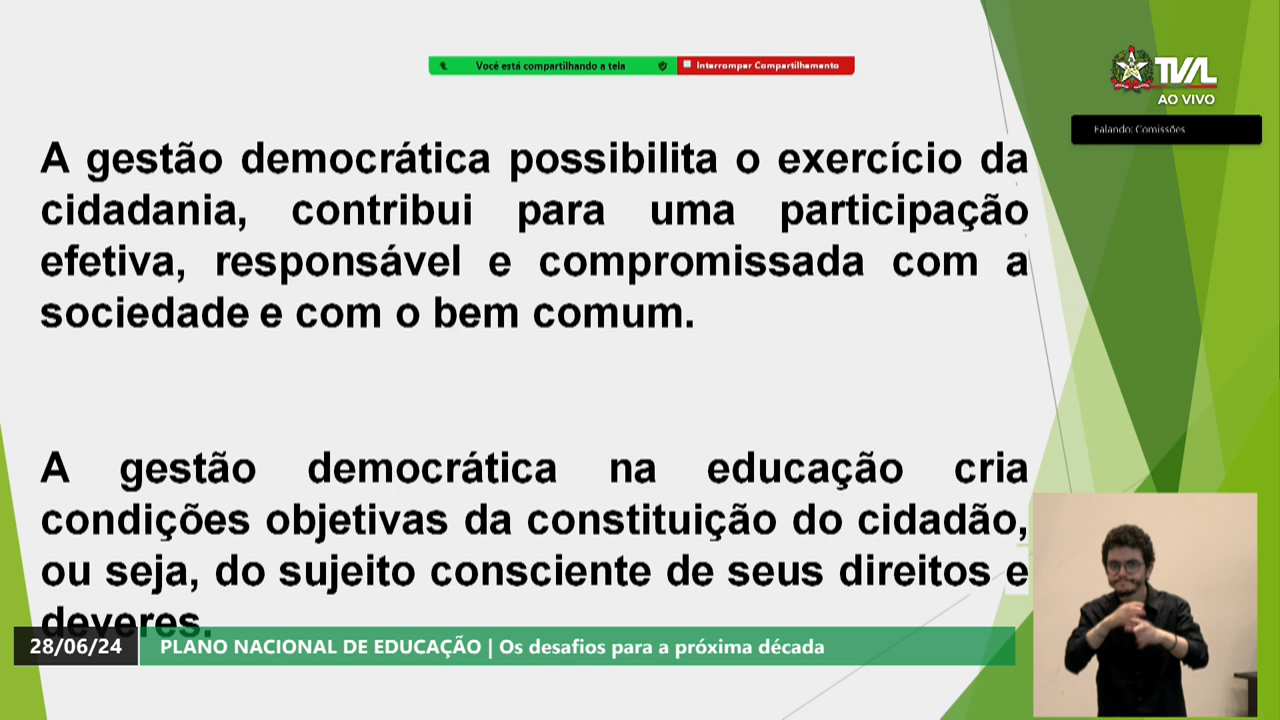 Você está compartilhando a tela
Interromper Compartilhamento
TVAL
AO VIVO
Falando: Comissões
A gestão democrática possibilita o exercício da
cidadania, contribui para uma participação
efetiva, responsável e compromissada com a
sociedade e com o bem comum.
A gestão democrática na educação cria
condições objetivas da constituição do cidadão,
ou seja, do sujeito consciente de seus direitos e
deveres.
28/06/24
PLANO NACIONAL DE EDUCAÇÃO | Os desafios para a próxima década